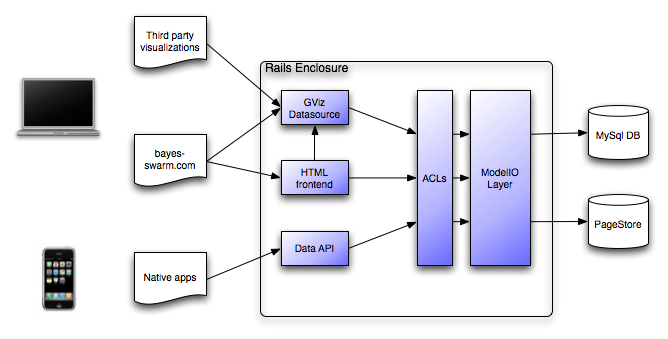 Third party
visualizations
Rails Enclosure
GViz
Datasource
bayes-
swarm.com
HTML
frontend
ACLs
ModelIO
Layer
MySql DB
PageStore
Data API
Native apps